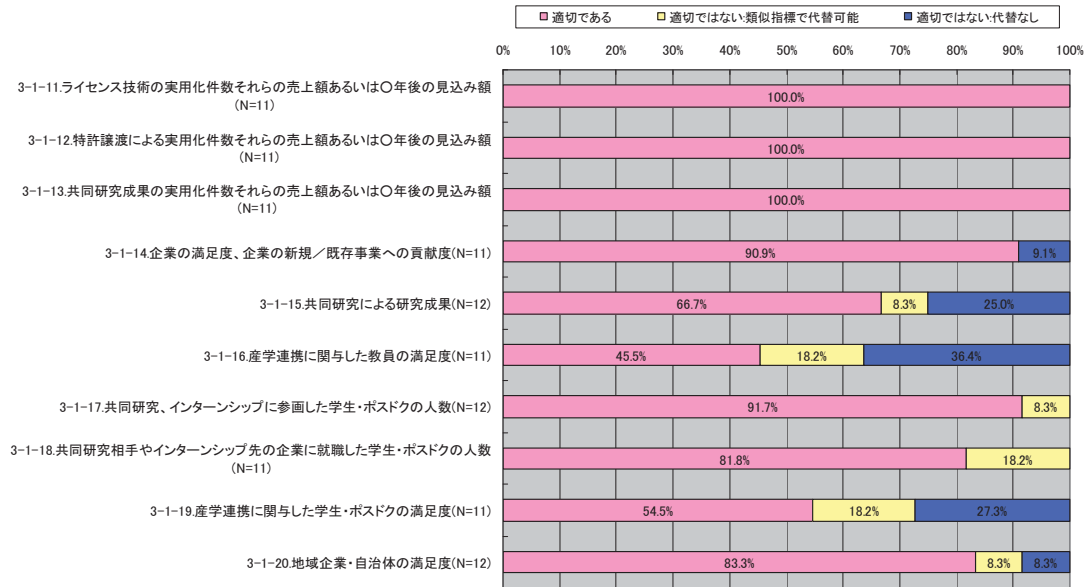 適切である 適切ではない:類似指標で代替可能 適切ではない:代替なし
0% 10% 20% 30% 40% 50% 60% 70% 80% 90% 100%
3-1-11.ライセンス技術の実用化件数それらの売上額あるいは〇年後の見込み額
(N=11)
100.0%
3-1-12.特許譲渡による実用化件数それらの売上額あるいは〇年後の見込み額
(N=11)
100.0%
3-1-13.共同研究成果の実用化件数それらの売上額あるいは〇年後の見込み額
(N=11)
100.0%
3-1-14.企業の満足度、企業の新規／既存事業への貢献度(N=11)
90.9% 9.1%
3-1-15.共同研究による研究成果(N=12)
66.7% 8.3% 25.0%
3-1-16.産学連携に関与した教員の満足度(N=11)
45.5% 18.2% 36.4%
3-1-17.共同研究、インターンシップに参画した学生・ポスドクの人数(N=12)
91.7% 8.3%
3-1-18.共同研究相手やインターンシップ先の企業に就職した学生・ポスドクの人数
(N=11)
81.8% 18.2%
3-1-19.産学連携に関与した学生・ポスドクの満足度(N=11)
54.5% 18.2% 27.3%
3-1-20.地域企業・自治体の満足度(N=12)
83.3% 8.3% 8.3%